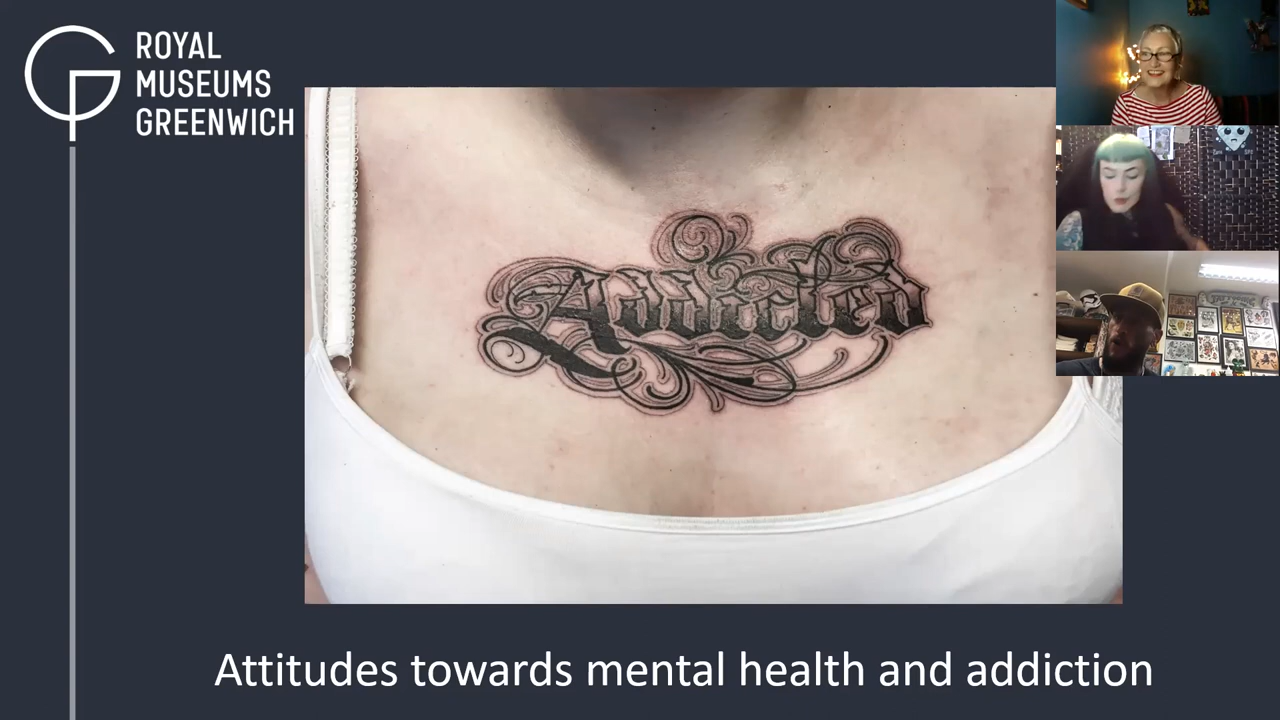 ROYAL
MUSEUMS
GREENWICH
Addicted
Attitudes towards mental health and addiction